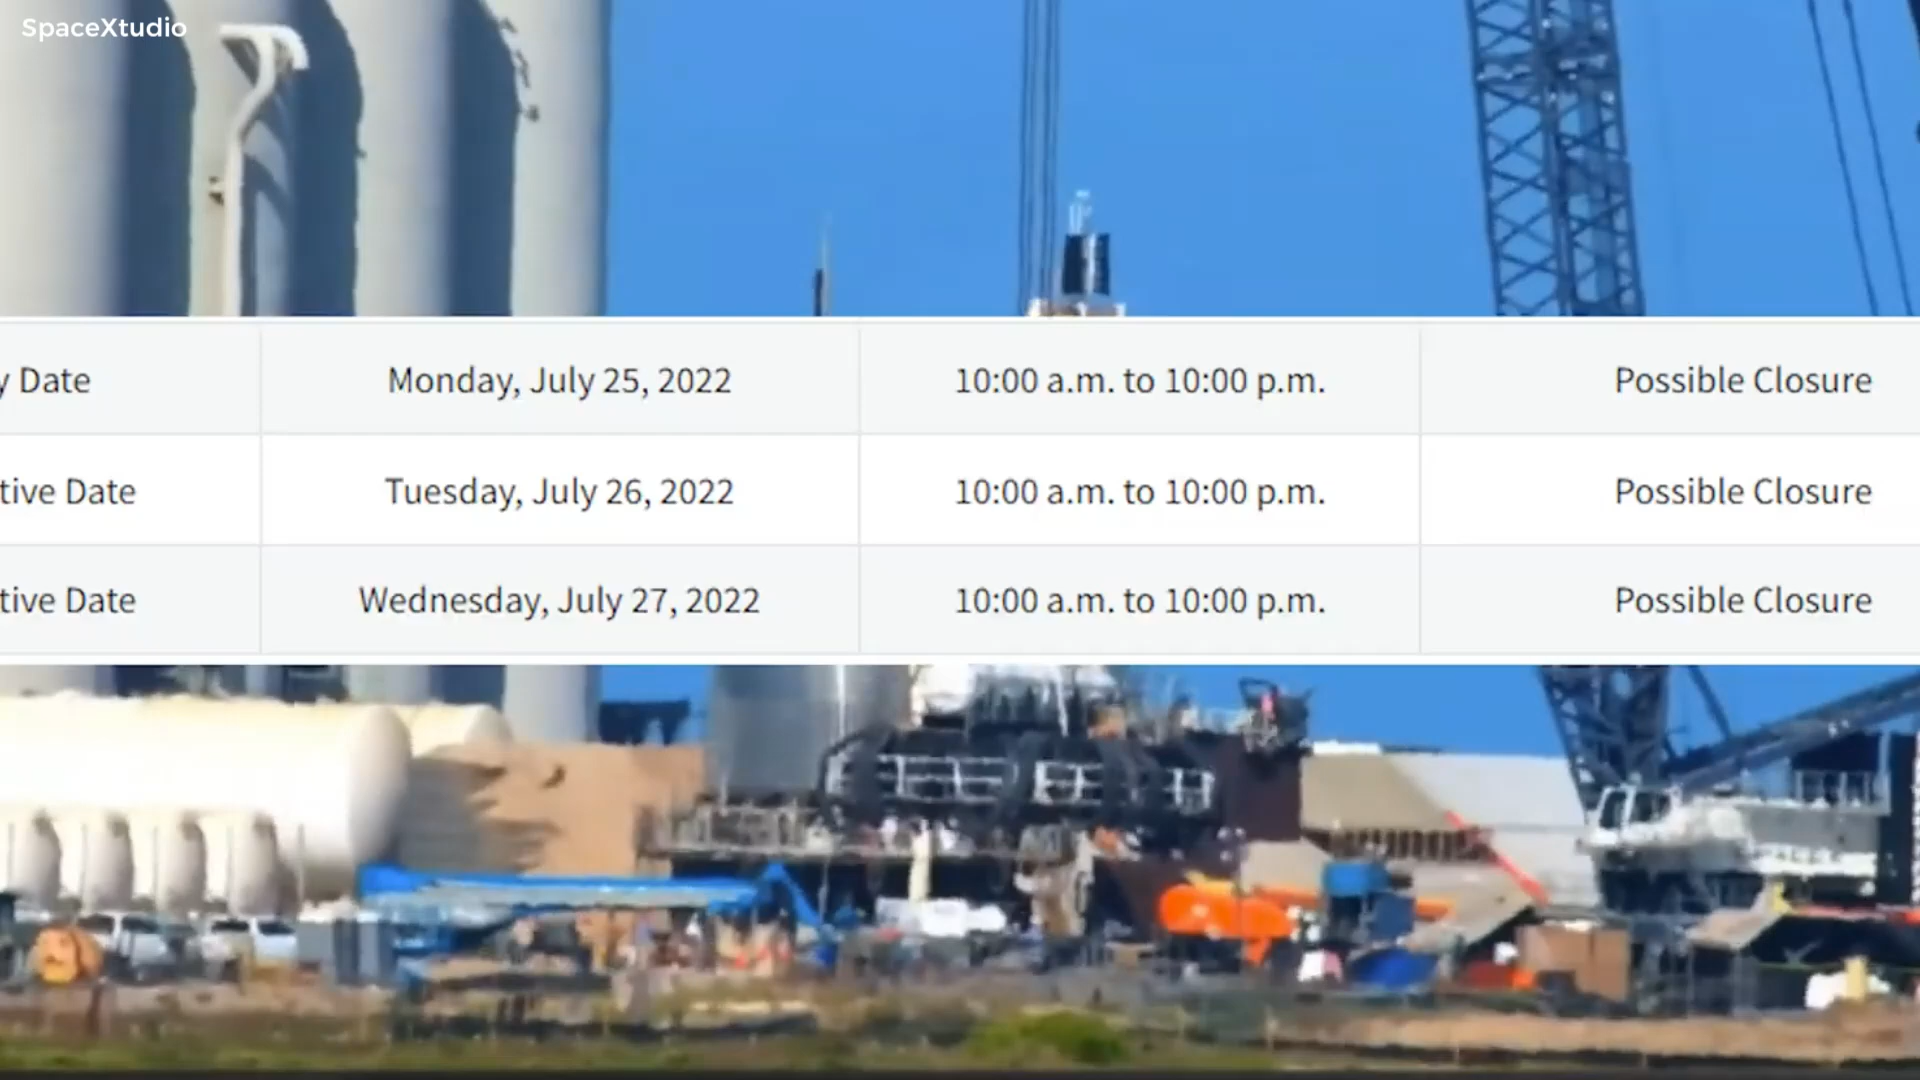 SpaceXtudio
y Date Monday, July 25, 2022 10:00 a.m. to 10:00 p.m. Possible Closure
tive Date Tuesday, July 26, 2022 10:00 a.m. to 10:00 p.m. Possible Closure
tive Date Wednesday, July 27, 2022 10:00 a.m. to 10:00 p.m. Possible Closure